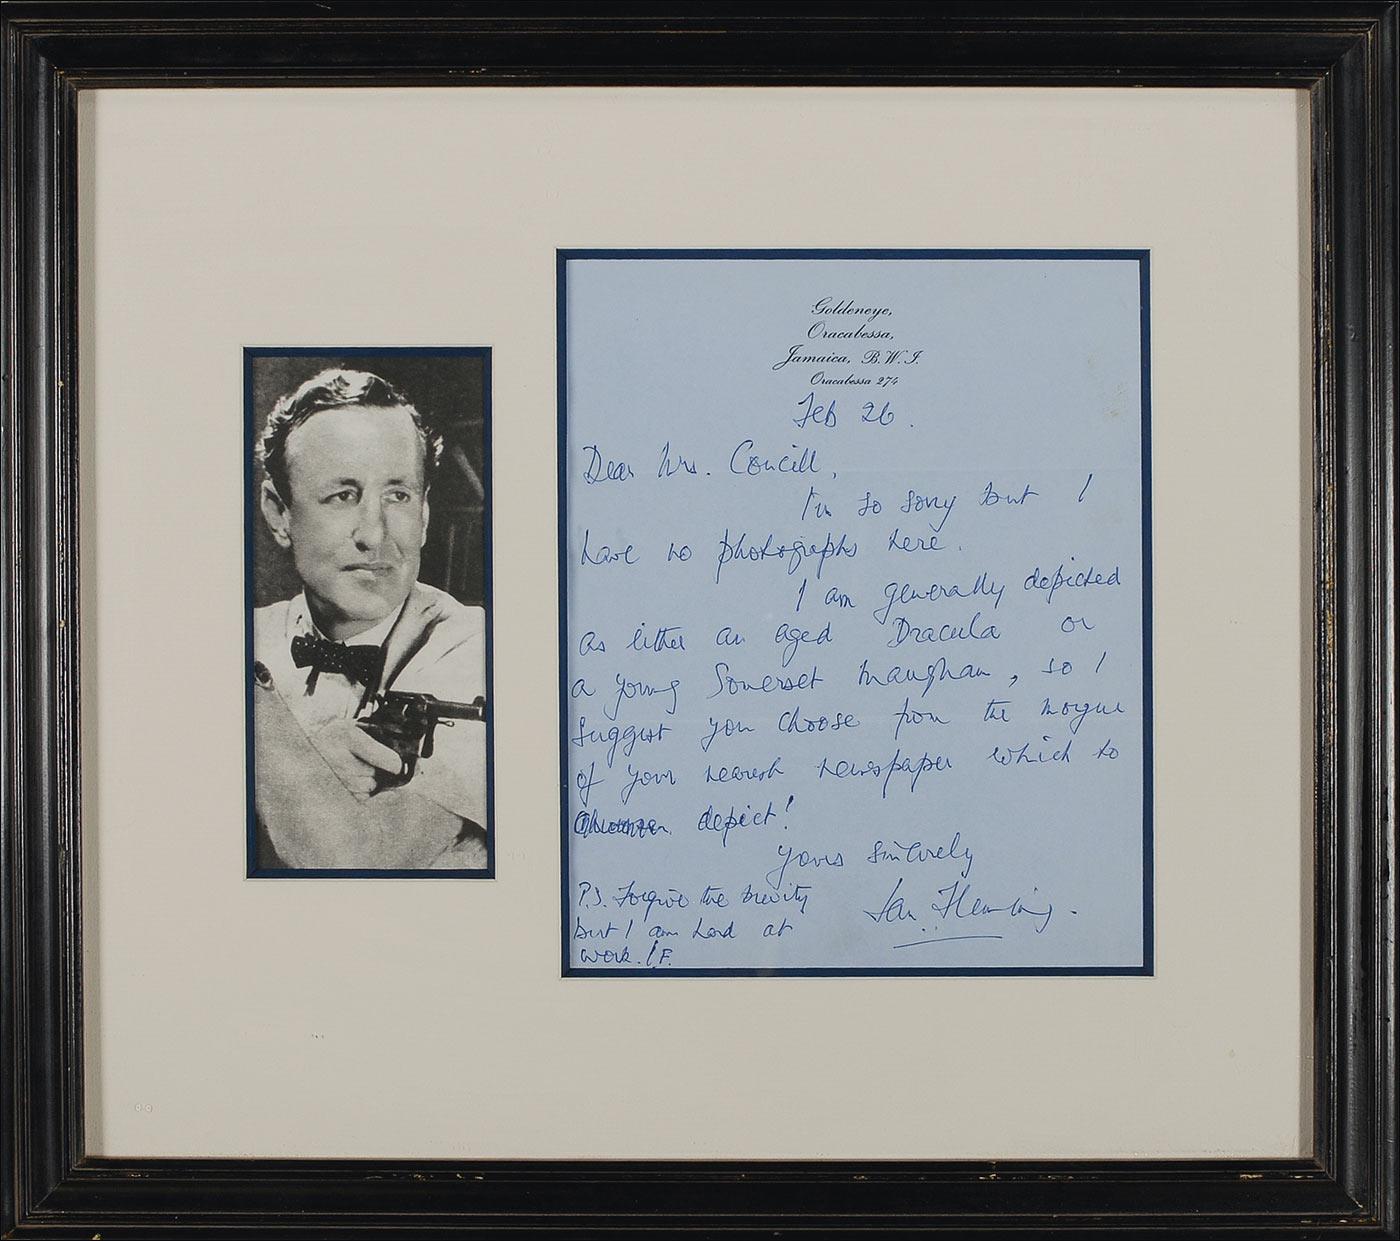 Goldeneye,
Oracabessa,
Jamaica, B.W.I.
Oracabessa 274
Feb 26.
Dear Mrs. Concill,
I'm so sorry but I
have no photographs here.
I am generally depicted
as either an aged Dracula or
a young Somerset Maugham, so I
suggest you choose from the morgue
of your nearest newspaper which to
depict!
Yours sincerely
Ian Fleming.
P.S. Forgive the brevity
but I am hard at
work. I.F.